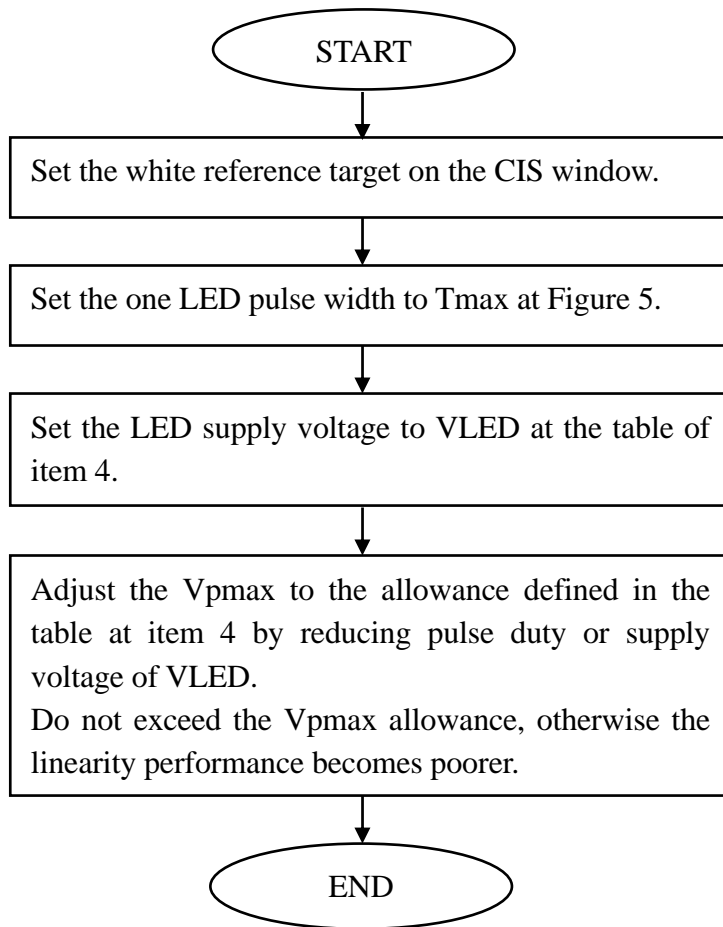 START
Set the white reference target on the CIS window.
Set the one LED pulse width to Tmax at Figure 5.
Set the LED supply voltage to VLED at the table of
item 4.
Adjust the Vpmax to the allowance defined in the
table at item 4 by reducing pulse duty or supply
voltage of VLED.
Do not exceed the Vpmax allowance, otherwise the
linearity performance becomes poorer.
END